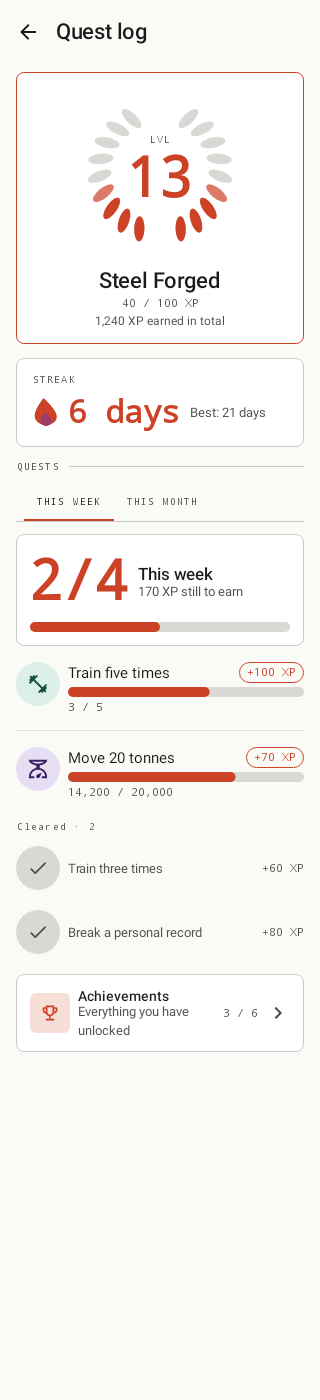 Quest log
LVL
13
Steel Forged
40 / 100 XP
1,240 XP earned in total
STREAK
6 days
Best: 21 days
QUESTS
THIS WEEK
THIS MONTH
2/4
This week
170 XP still to earn
Train five times
+100 XP
3 / 5
Move 20 tonnes
+70 XP
14,200 / 20,000
Cleared · 2
Train three times
+60 XP
Break a personal record
+80 XP
Achievements
Everything you have
unlocked
3 / 6